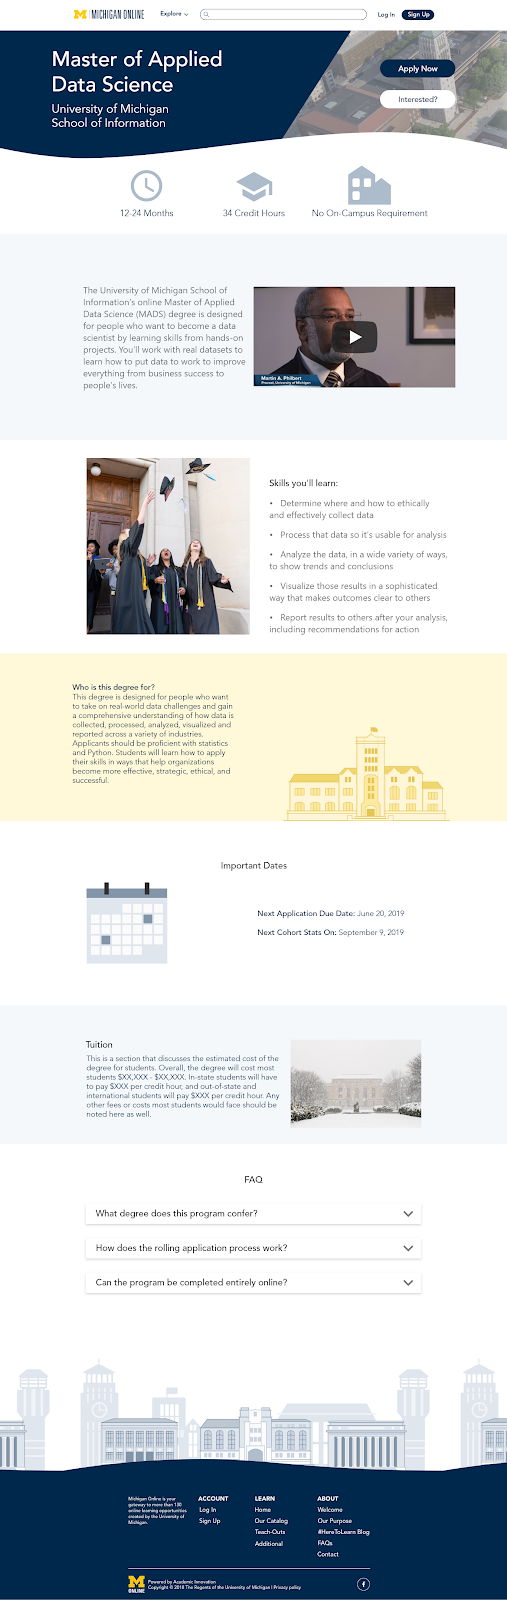 M | MICHIGAN ONLINE
Explore
Log In
Sign Up
Master of Applied
Data Science
University of Michigan
School of Information
Apply Now
Interested?
12-24 Months
34 Credit Hours
No On-Campus Requirement
The University of Michigan School of
Information's online Master of Applied
Data Science (MADS) degree is designed
for people who want to become a data
scientist by learning skills from hands-on
projects. You'll work with real datasets to
learn how to put data to work to improve
everything from business success to
people's lives.
Martin A. Philbert
Provost, University of Michigan
Skills you'll learn:
• Determine where and how to ethically
and effectively collect data
• Process that data so it's usable for analysis
• Analyze the data, in a wide variety of ways,
to show trends and conclusions
• Visualize those results in a sophisticated
way that makes outcomes clear to others
• Report results to others after your analysis,
including recommendations for action
Who is this degree for?
This degree is designed for people who want
to take on real-world data challenges and gain
a comprehensive understanding of how data is
collected, processed, analyzed, visualized and
reported across a variety of industries.
Applicants should be proficient with statistics
and Python. Students will learn how to apply
their skills in ways that help organizations
become more effective, strategic, ethical, and
successful.
Important Dates
Next Application Due Date: June 20, 2019
Next Cohort Stats On: September 9, 2019
Tuition
This is a section that discusses the estimated cost of the
degree for students. Overall, the degree will cost most
students $XX,XXX - $XX,XXX. In-state students will have
to pay $XXX per credit hour, and out-of-state and
international students will pay $XXX per credit hour. Any
other fees or costs most students would face should be
noted here as well.
FAQ
What degree does this program confer?
How does the rolling application process work?
Can the program be completed entirely online?
Michigan Online is your
gateway to more than 130
online learning opportunities
created by the University of
Michigan.
ACCOUNT
Log In
Sign Up
LEARN
Home
Our Catalog
Teach-Outs
Additional
ABOUT
Welcome
Our Purpose
#HereToLearn Blog
FAQs
Contact
M
ONLINE
Powered by Academic Innovation
Copyright © 2018 The Regents of the University of Michigan | Privacy policy
f